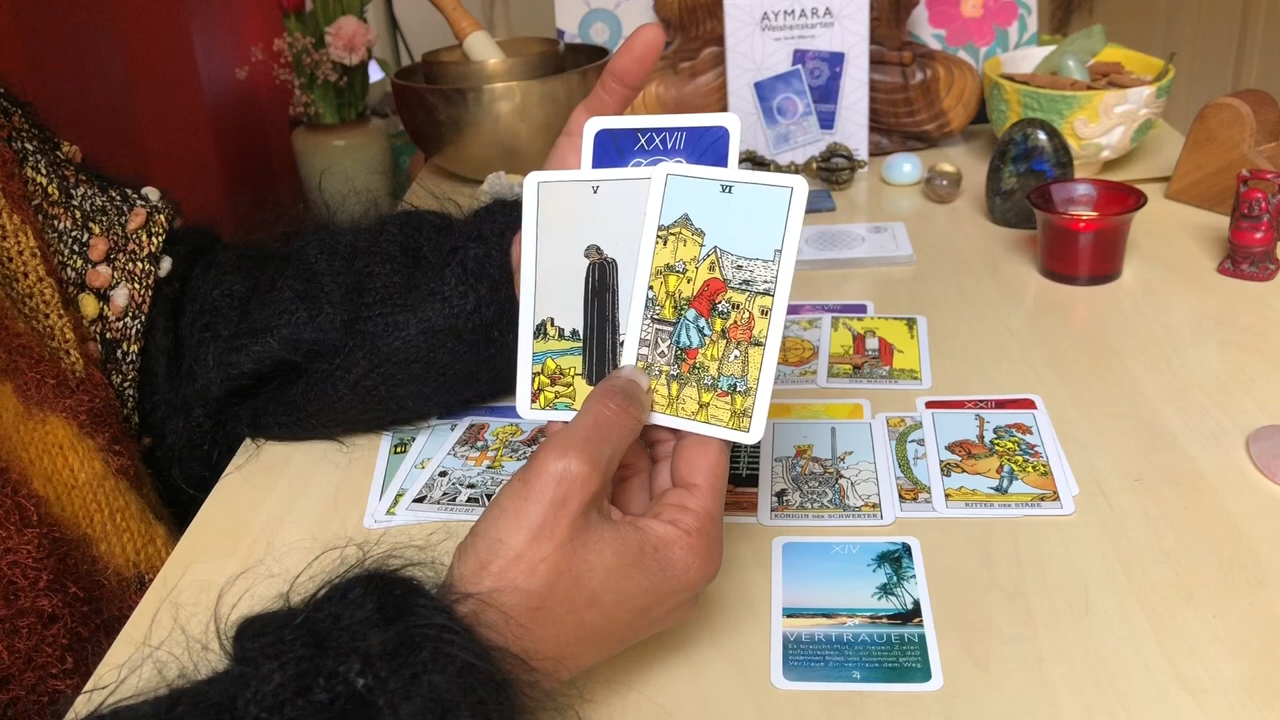 AYMARA
Weisheitskarten
XXVII
V
VI
XXVIII
DER MAGIER
XXII
GERICHT
KÖNIGIN DER SCHWERTER
RITTER DER STÄBE
XIV
VERTRAUEN
Es braucht Mut, zu neuen Zielen
aufzubrechen. Sei dir bewußt, daß
zusammen findet, was zusammen gehört.
Vertraue dir, vertraue dem Weg.